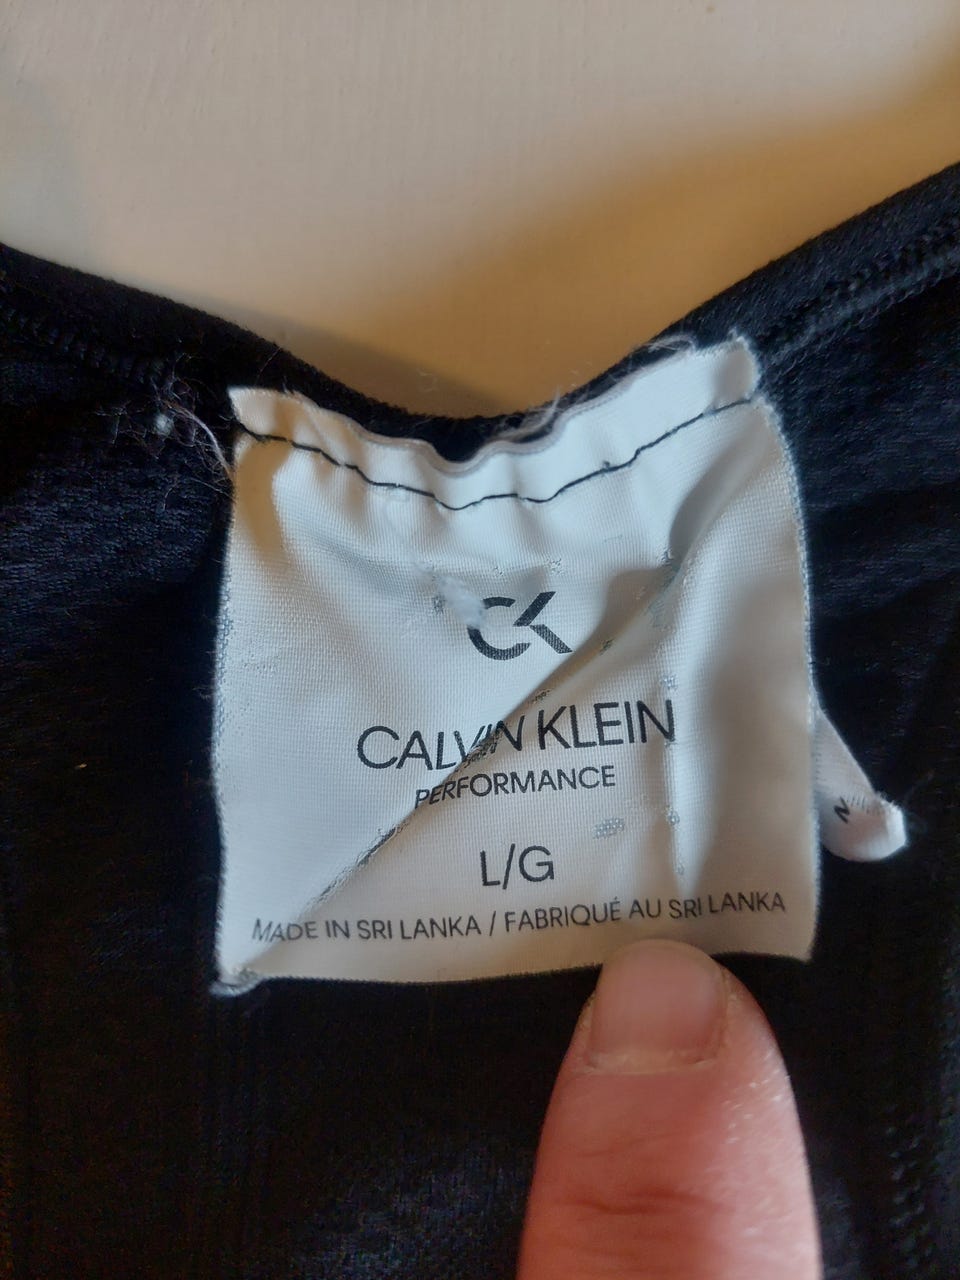 CK
CALVIN KLEIN
PERFORMANCE
L/G
MADE IN SRI LANKA / FABRIQUÉ AU SRI LANKA